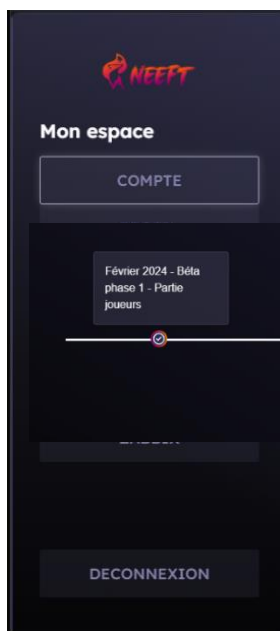 NEEFT
Mon espace
COMPTE
Février 2024 - Béta
phase 1 - Partie
joueurs
DECONNEXION